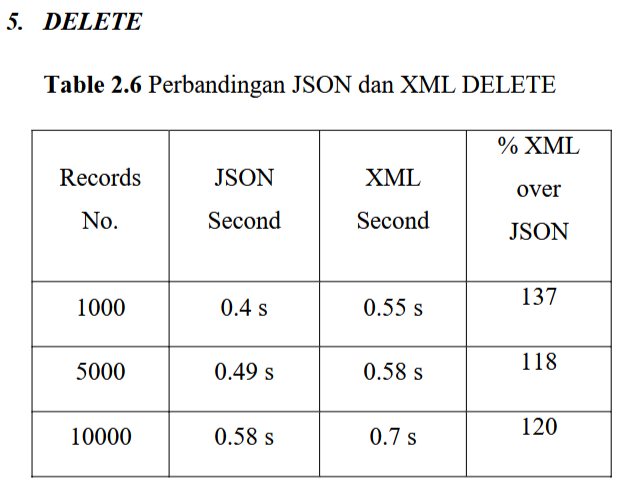 5. DELETE
Table 2.6 Perbandingan JSON dan XML DELETE
Records No. JSON Second XML Second % XML over JSON
1000 0.4 s 0.55 s 137
5000 0.49 s 0.58 s 118
10000 0.58 s 0.7 s 120